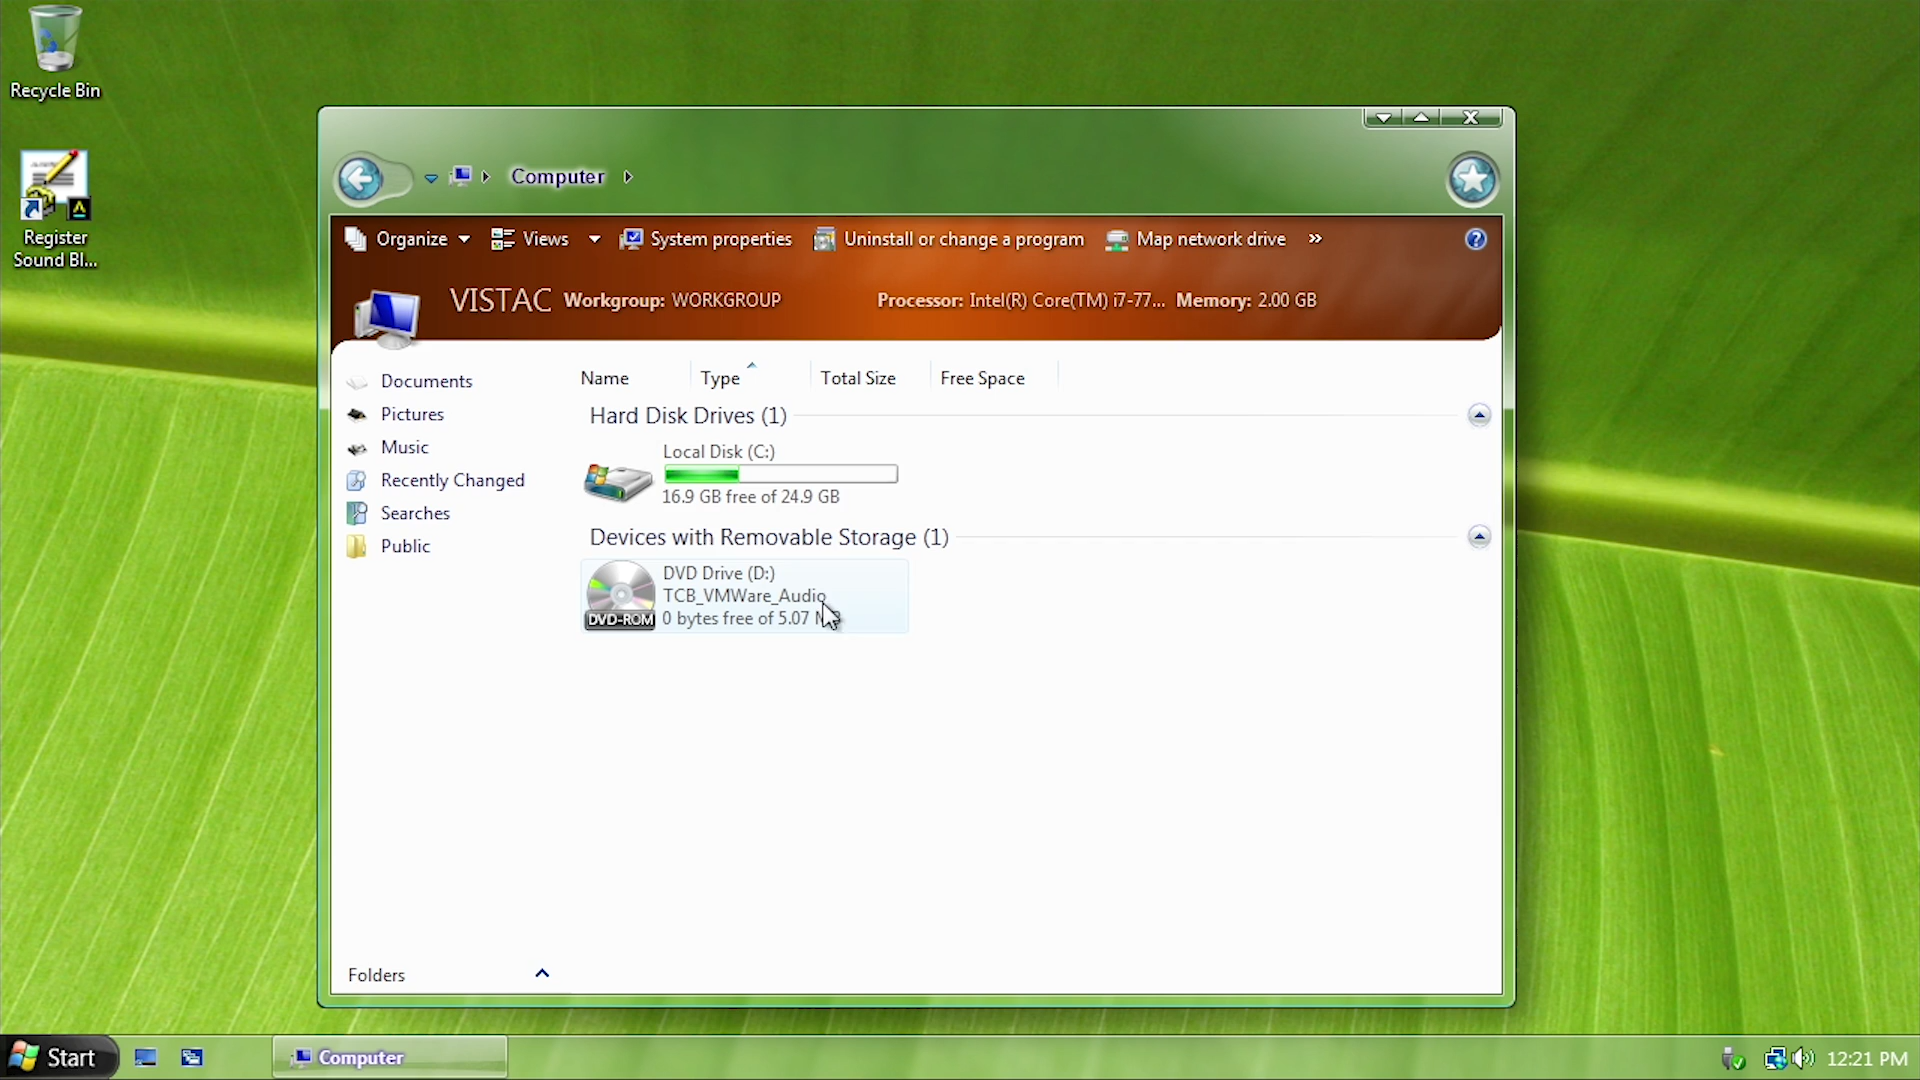 Recycle Bin
Register
Sound Bl...
Computer
Organize
Views
System properties
Uninstall or change a program
Map network drive
»
VISTAC
Workgroup: WORKGROUP
Processor: Intel(R) Core(TM) i7-77...
Memory: 2.00 GB
Documents
Pictures
Music
Recently Changed
Searches
Public
Folders
Name
Type
Total Size
Free Space
Hard Disk Drives (1)
Local Disk (C:)
16.9 GB free of 24.9 GB
Devices with Removable Storage (1)
DVD-ROM
DVD Drive (D:)
TCB_VMWare_Audio
0 bytes free of 5.07
Start
Computer
12:21 PM